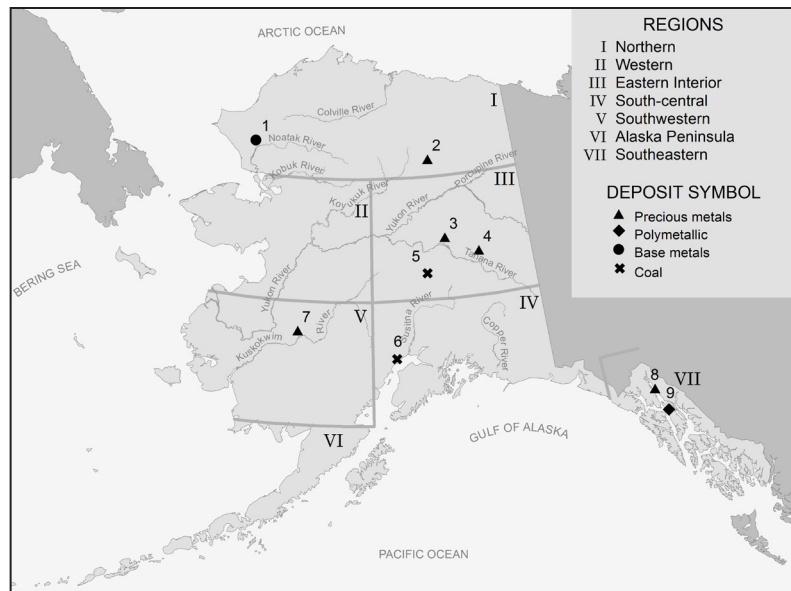 ARCTIC OCEAN
REGIONS
I Northern
II Western
III Eastern Interior
IV South-central
V Southwestern
VI Alaska Peninsula
VII Southeastern
DEPOSIT SYMBOL
Precious metals
Polymetallic
Base metals
Coal
I
Colville River
1
Noatak River
2
Kobuk River
Porcupine River
III
Koyukuk River
II
Yukon River
3
4
5
Tanana River
BERING SEA
Yukon River
IV
V
Susitna River
7
Kuskokwim
River
6
Copper River
8
VII
9
VI
GULF OF ALASKA
PACIFIC OCEAN